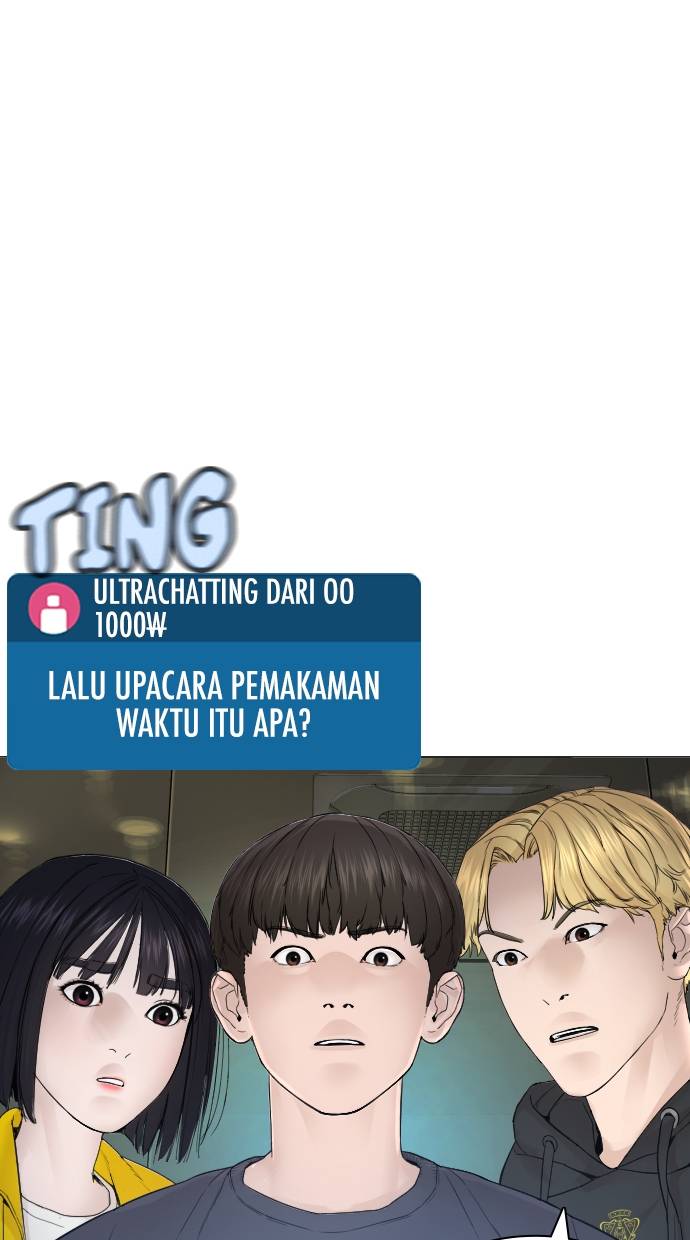 TING
ULTRACHATTING DARI OO
1000₩
LALU UPACARA PEMAKAMAN
WAKTU ITU APA?